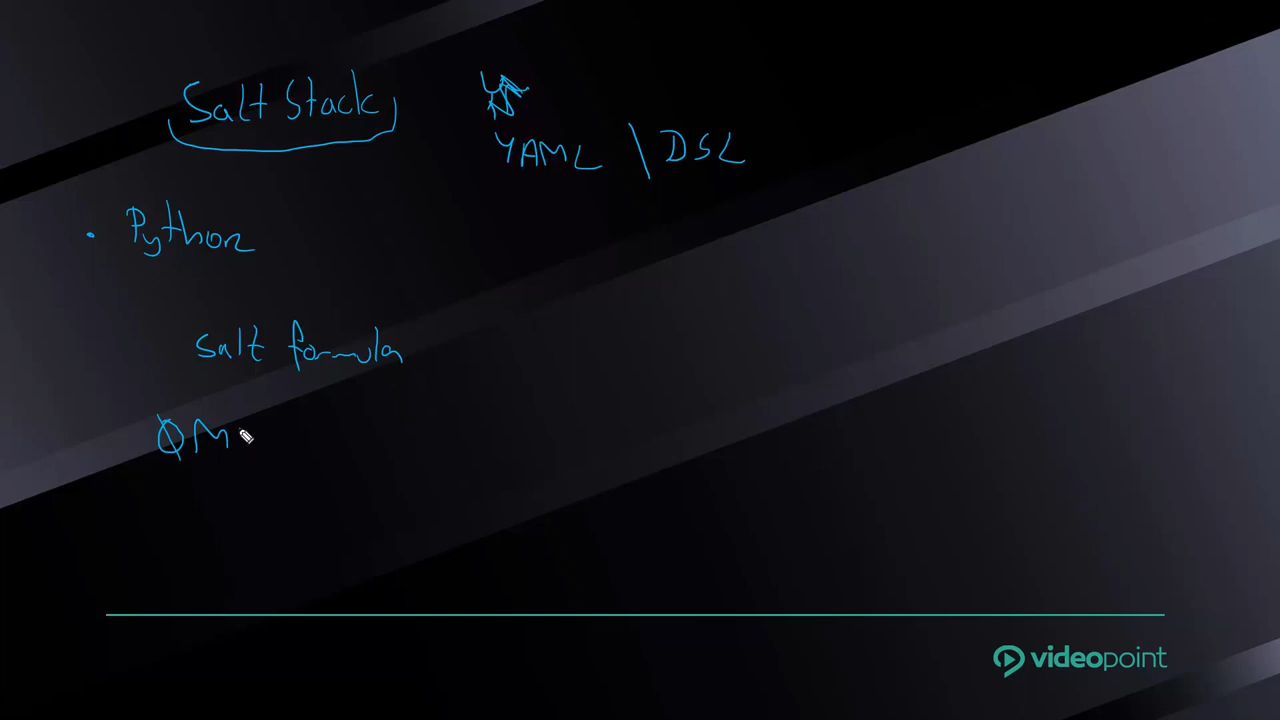 Salt Stack
YAML \ DSL
• Python
salt formula
ØM
videopoint